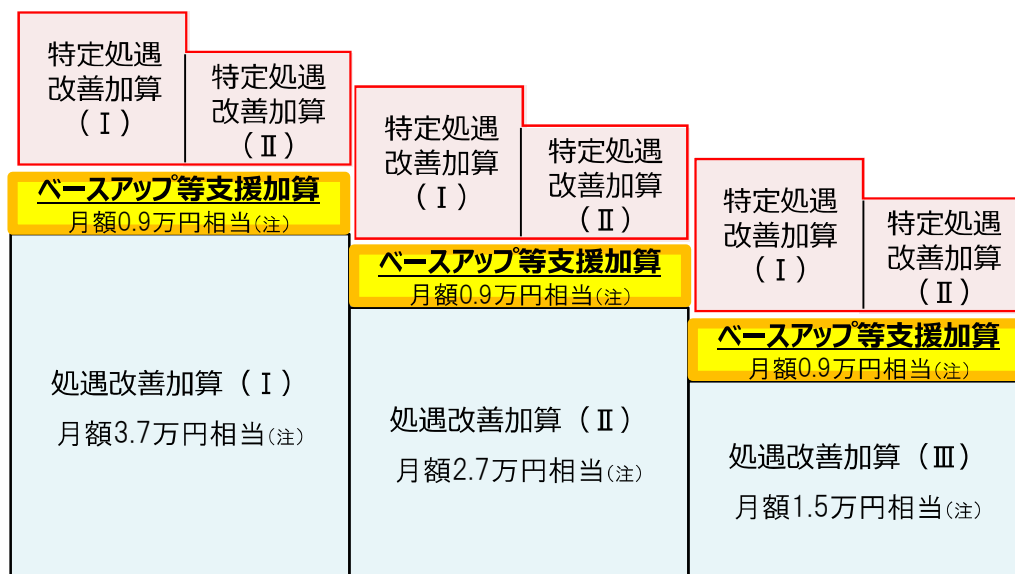 特定処遇
改善加算
（Ⅰ）
特定処遇
改善加算
（Ⅱ）
ベースアップ等支援加算
月額0.9万円相当(注)
処遇改善加算（Ⅰ）
月額3.7万円相当(注)
特定処遇
改善加算
（Ⅰ）
特定処遇
改善加算
（Ⅱ）
ベースアップ等支援加算
月額0.9万円相当(注)
処遇改善加算（Ⅱ）
月額2.7万円相当(注)
特定処遇
改善加算
（Ⅰ）
特定処遇
改善加算
（Ⅱ）
ベースアップ等支援加算
月額0.9万円相当(注)
処遇改善加算（Ⅲ）
月額1.5万円相当(注)